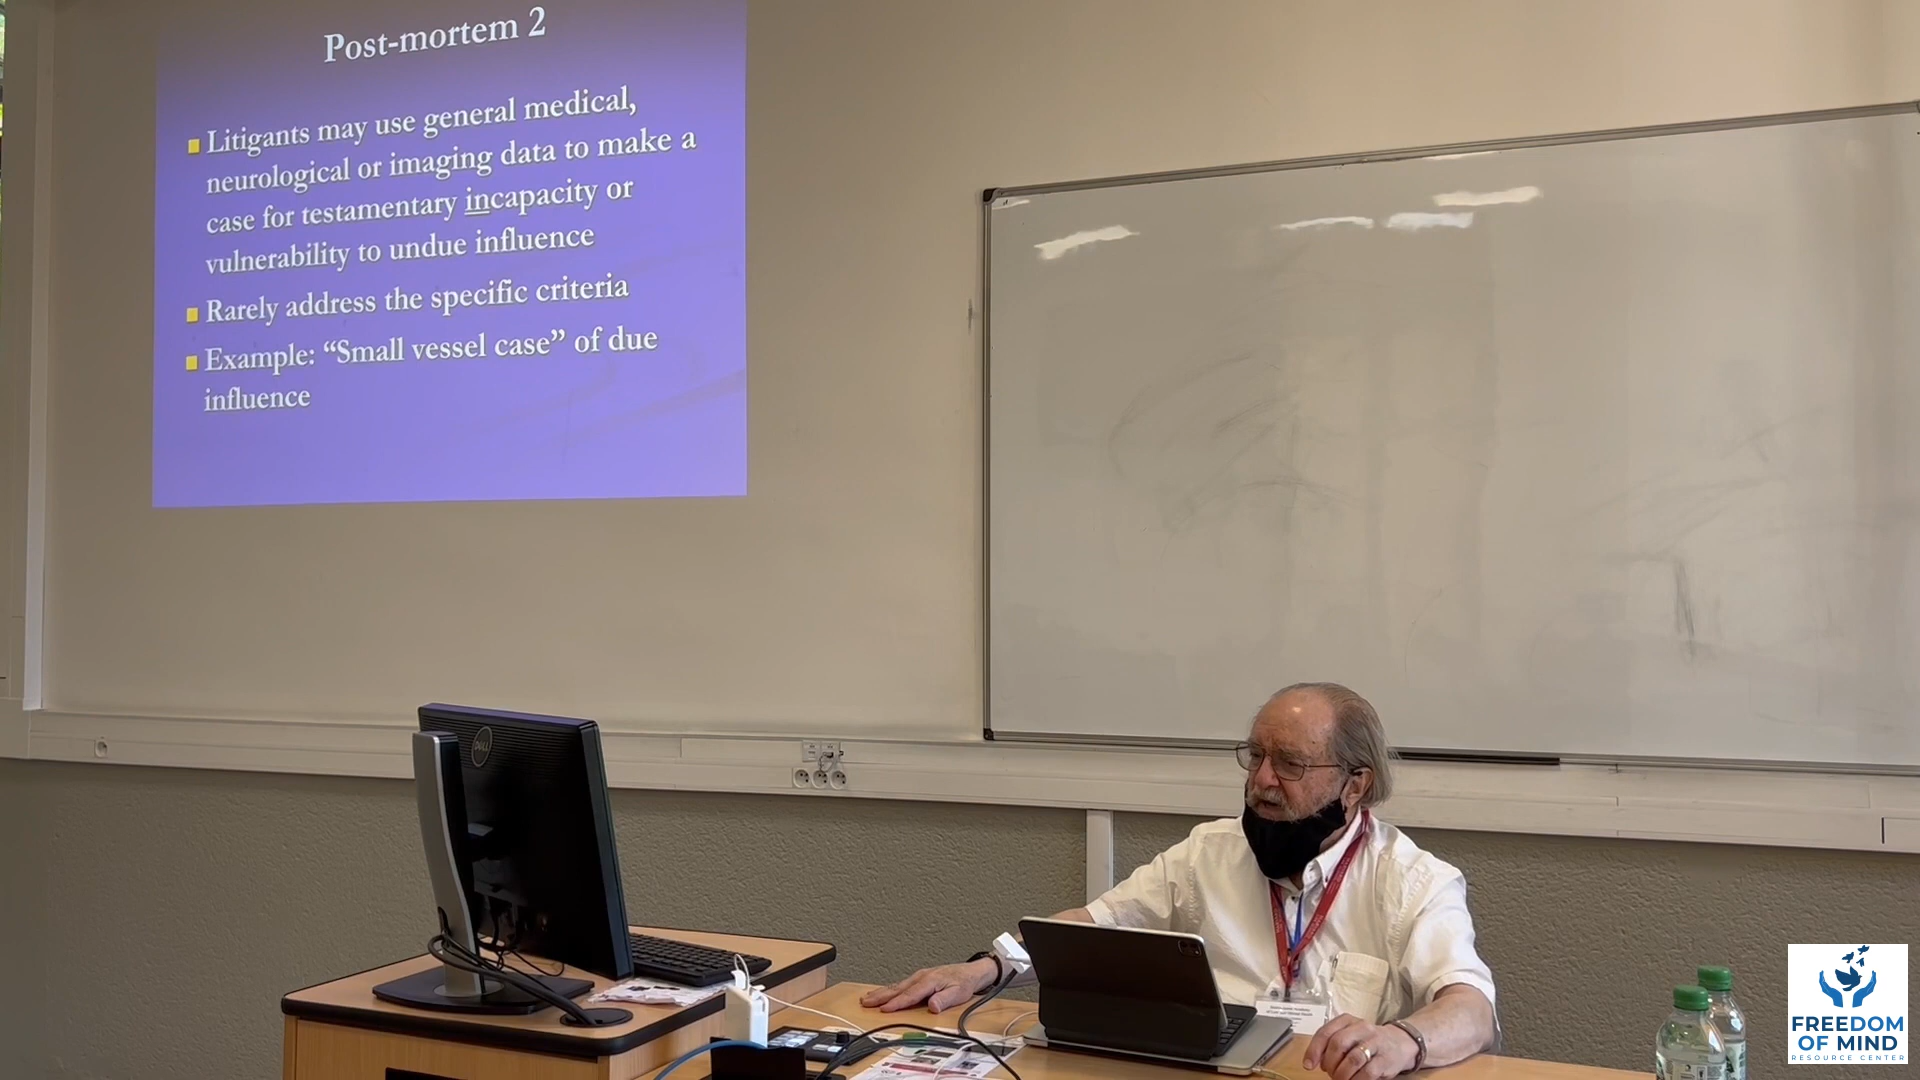 Post-mortem 2
Litigants may use general medical,
neurological or imaging data to make a
case for testamentary incapacity or
vulnerability to undue influence
Rarely address the specific criteria
Example: “Small vessel case” of due
influence
DELL
FREEDOM
OF MIND
RESOURCE CENTER